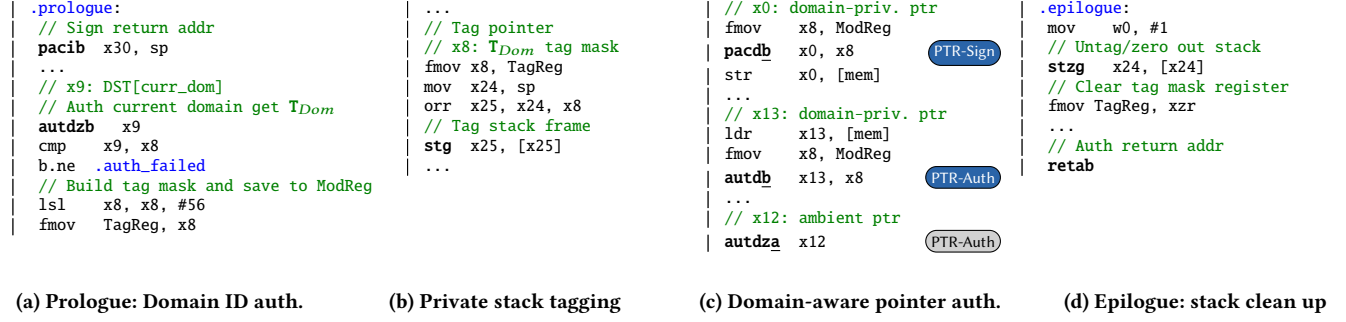 .prologue:
// Sign return addr
pacib x30, sp
...
// x9: DST[curr_dom]
// Auth current domain get TDom
autdzb x9
cmp x9, x8
b.ne .auth_failed
// Build tag mask and save to ModReg
lsl x8, x8, #56
fmov TagReg, x8
(a) Prologue: Domain ID auth.
...
// Tag pointer
// x8: TDom tag mask
fmov x8, TagReg
mov x24, sp
orr x25, x24, x8
// Tag stack frame
stg x25, [x25]
...
(b) Private stack tagging
// x0: domain-priv. ptr
fmov x8, ModReg
pacdb x0, x8 PTR-Sign
str x0, [mem]
...
// x13: domain-priv. ptr
ldr x13, [mem]
fmov x8, ModReg
autdb x13, x8 PTR-Auth
...
// x12: ambient ptr
autdza x12 PTR-Auth
(c) Domain-aware pointer auth.
.epilogue:
mov w0, #1
// Untag/zero out stack
stzg x24, [x24]
// Clear tag mask register
fmov TagReg, xzr
...
// Auth return addr
retab
(d) Epilogue: stack clean up